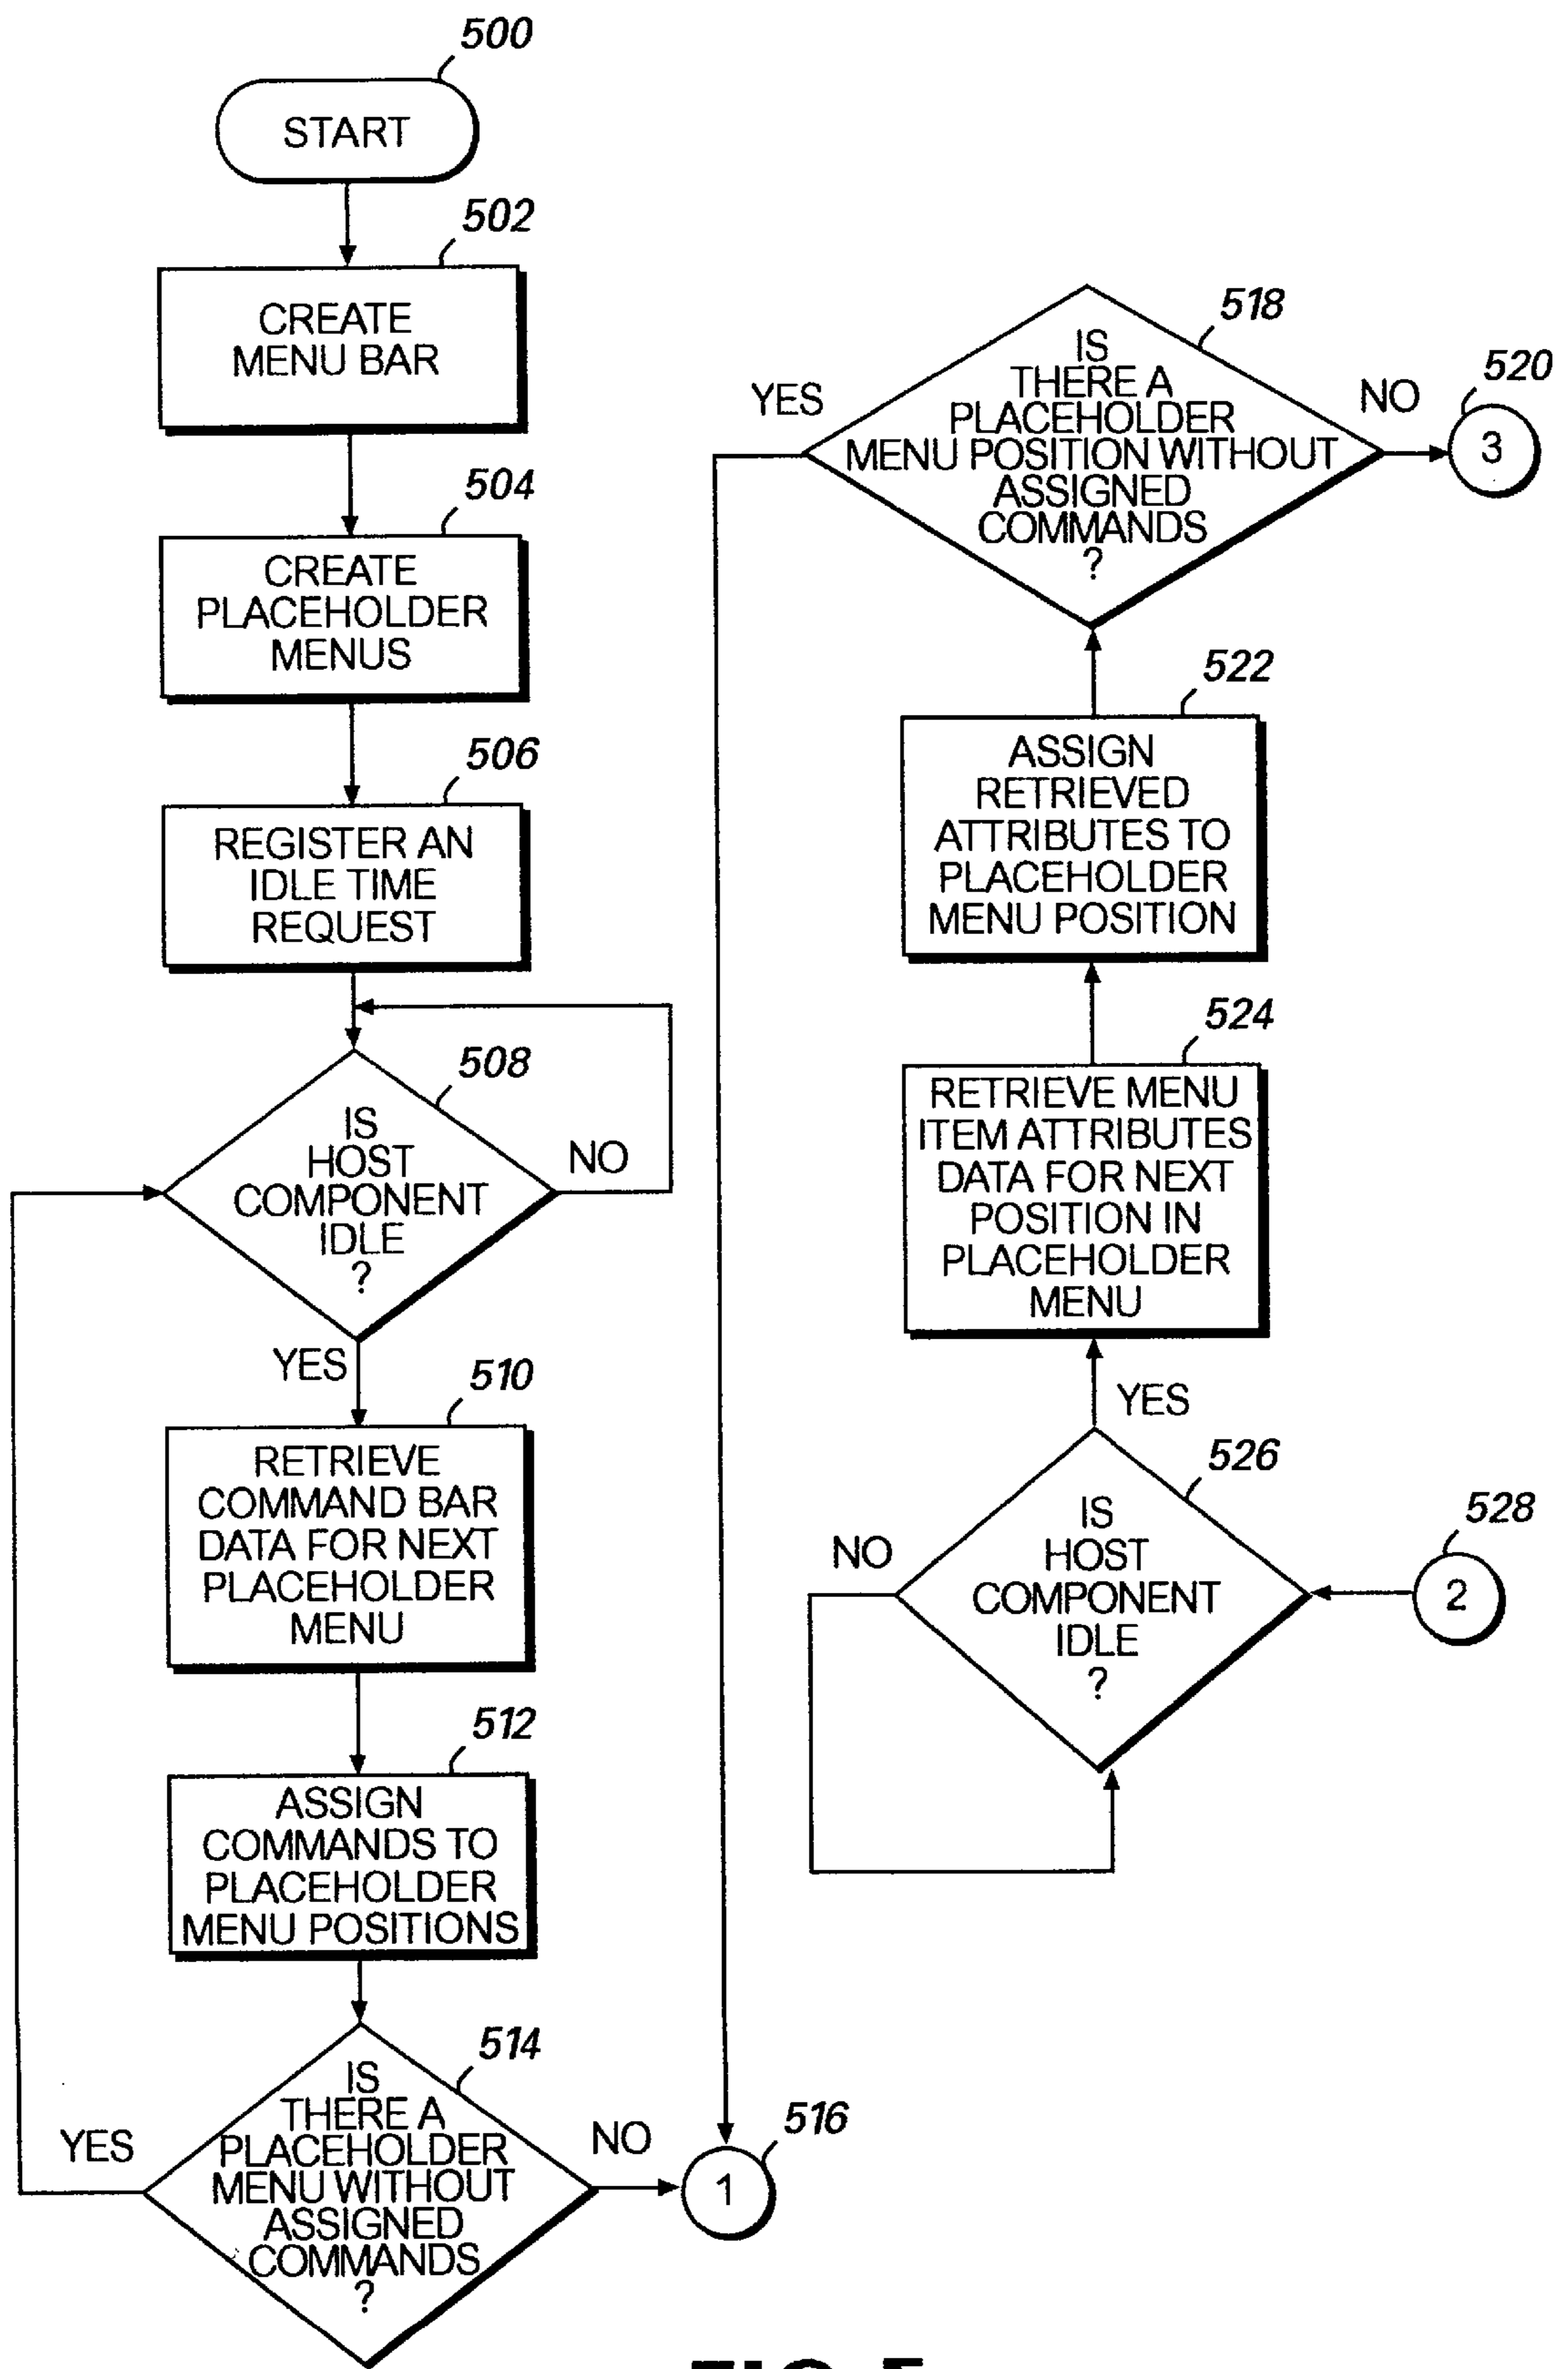 500
START
502
CREATE
MENU BAR
504
CREATE
PLACEHOLDER
MENUS
506
REGISTER AN
IDLE TIME
REQUEST
508
IS
HOST
COMPONENT
IDLE
?
NO
YES
510
RETRIEVE
COMMAND BAR
DATA FOR NEXT
PLACEHOLDER
MENU
512
ASSIGN
COMMANDS TO
PLACEHOLDER
MENU POSITIONS
514
IS
THERE A
PLACEHOLDER
MENU WITHOUT
ASSIGNED
COMMANDS
?
YES
NO
516
1
518
IS
THERE A
PLACEHOLDER
MENU POSITION WITHOUT
ASSIGNED
COMMANDS
?
YES
NO
520
3
522
ASSIGN
RETRIEVED
ATTRIBUTES TO
PLACEHOLDER
MENU POSITION
524
RETRIEVE MENU
ITEM ATTRIBUTES
DATA FOR NEXT
POSITION IN
PLACEHOLDER
MENU
YES
526
IS
HOST
COMPONENT
IDLE
?
NO
528
2